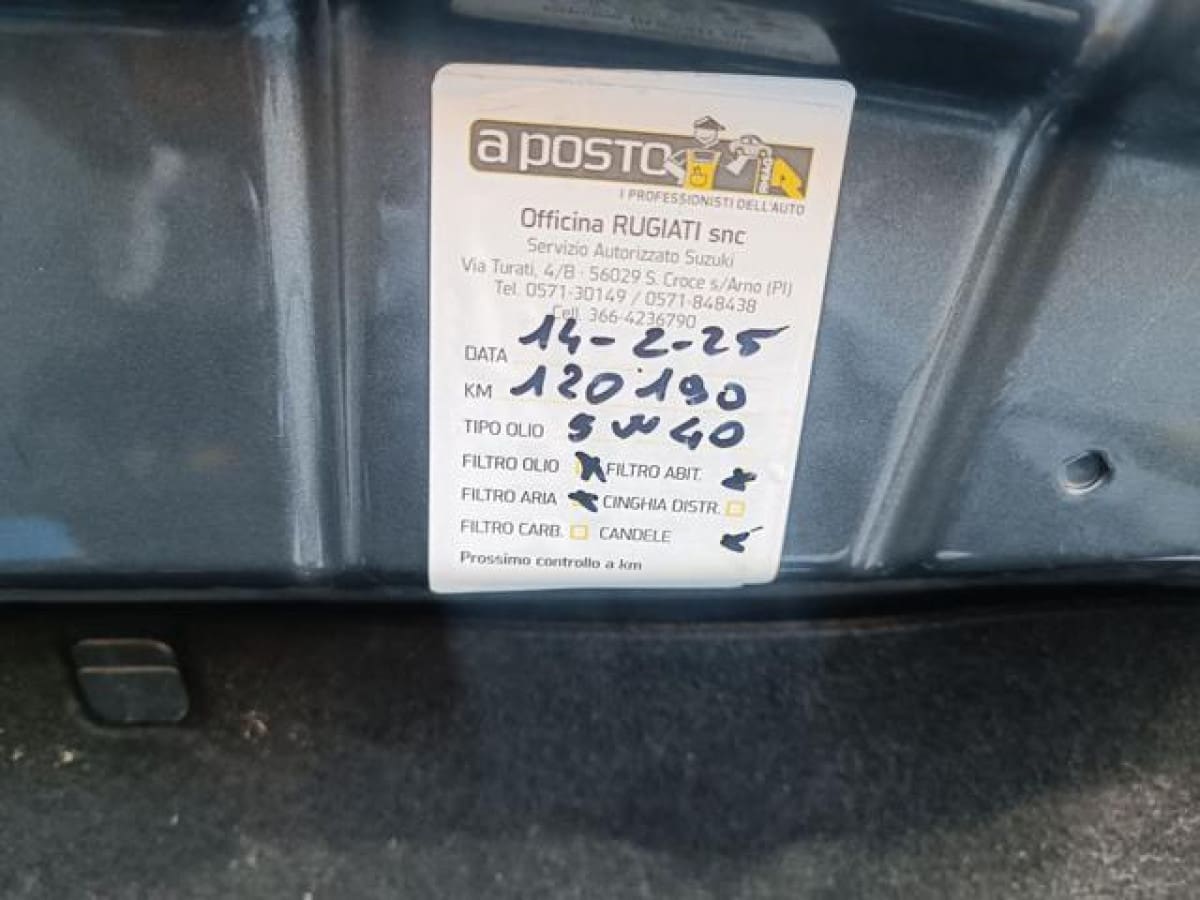 a POSTO
RHIAG
I PROFESSIONISTI DELL'AUTO
Officina RUGIATI snc
Servizio Autorizzato Suzuki
Via Turati, 4/B - 56029 S. Croce s/Arno (PI)
Tel. 0571-30149 / 0571-848438
Cell. 366-4236790
DATA 14-2-25
KM 120190
TIPO OLIO 5W40
FILTRO OLIO FILTRO ABIT.
FILTRO ARIA CINGHIA DISTR.
FILTRO CARB. CANDELE
Prossimo controllo a km